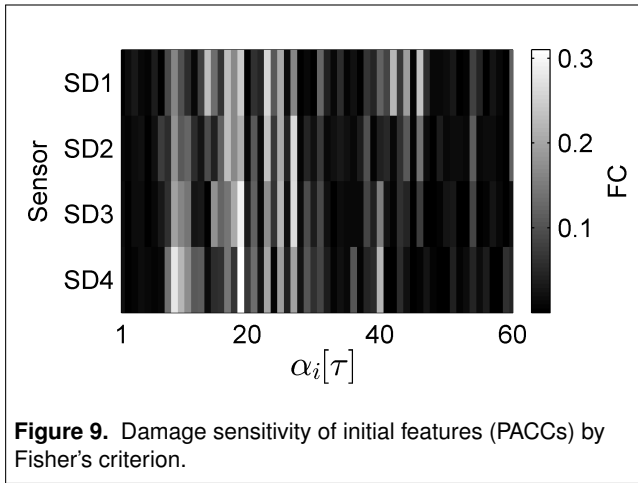 SD1
SD2
SD3
SD4
Sensor
1 20 40 60
α_i[τ]
0.3
0.2
0.1
FC
Figure 9. Damage sensitivity of initial features (PACCs) by
Fisher's criterion.